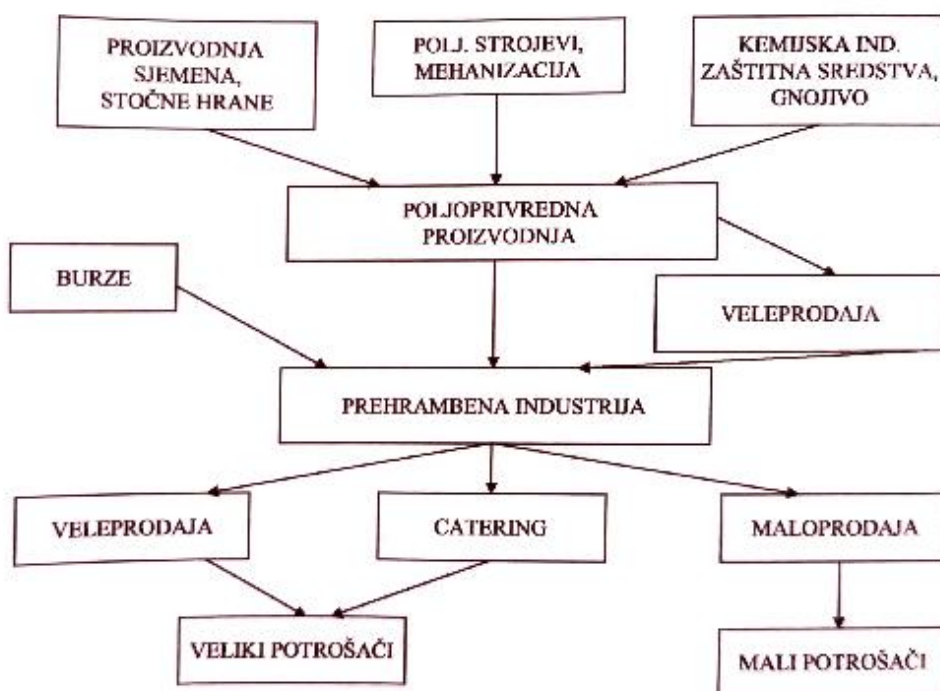 PROIZVODNJA
SJEMENA,
STOČNE HRANE
POLJ. STROJEVI,
MEHANIZACIJA
KEMIJSKA IND.
ZAŠTITNA SREDSTVA,
GNOJIVO
POLJOPRIVREDNA
PROIZVODNJA
BURZE
VELEPRODAJA
PREHRAMBENA INDUSTRIJA
VELEPRODAJA
CATERING
MALOPRODAJA
VELIKI POTROŠAČI
MALI POTROŠAČI